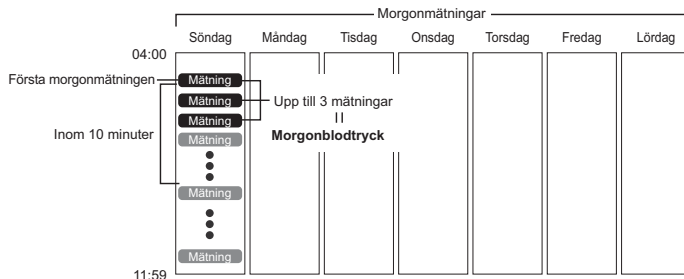 Morgonmätningar
Söndag Måndag Tisdag Onsdag Torsdag Fredag Lördag
04:00
Första morgonmätningen Mätning
Mätning Upp till 3 mätningar
Mätning
Inom 10 minuter Mätning Morgonblodtryck
Mätning
Mätning
11:59